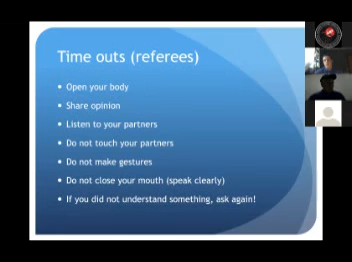 Time outs (referees)
• Open your body
• Share opinion
• Listen to your partners
• Do not touch your partners
• Do not make gestures
• Do not close your mouth (speak clearly)
• If you did not understand something, ask again!